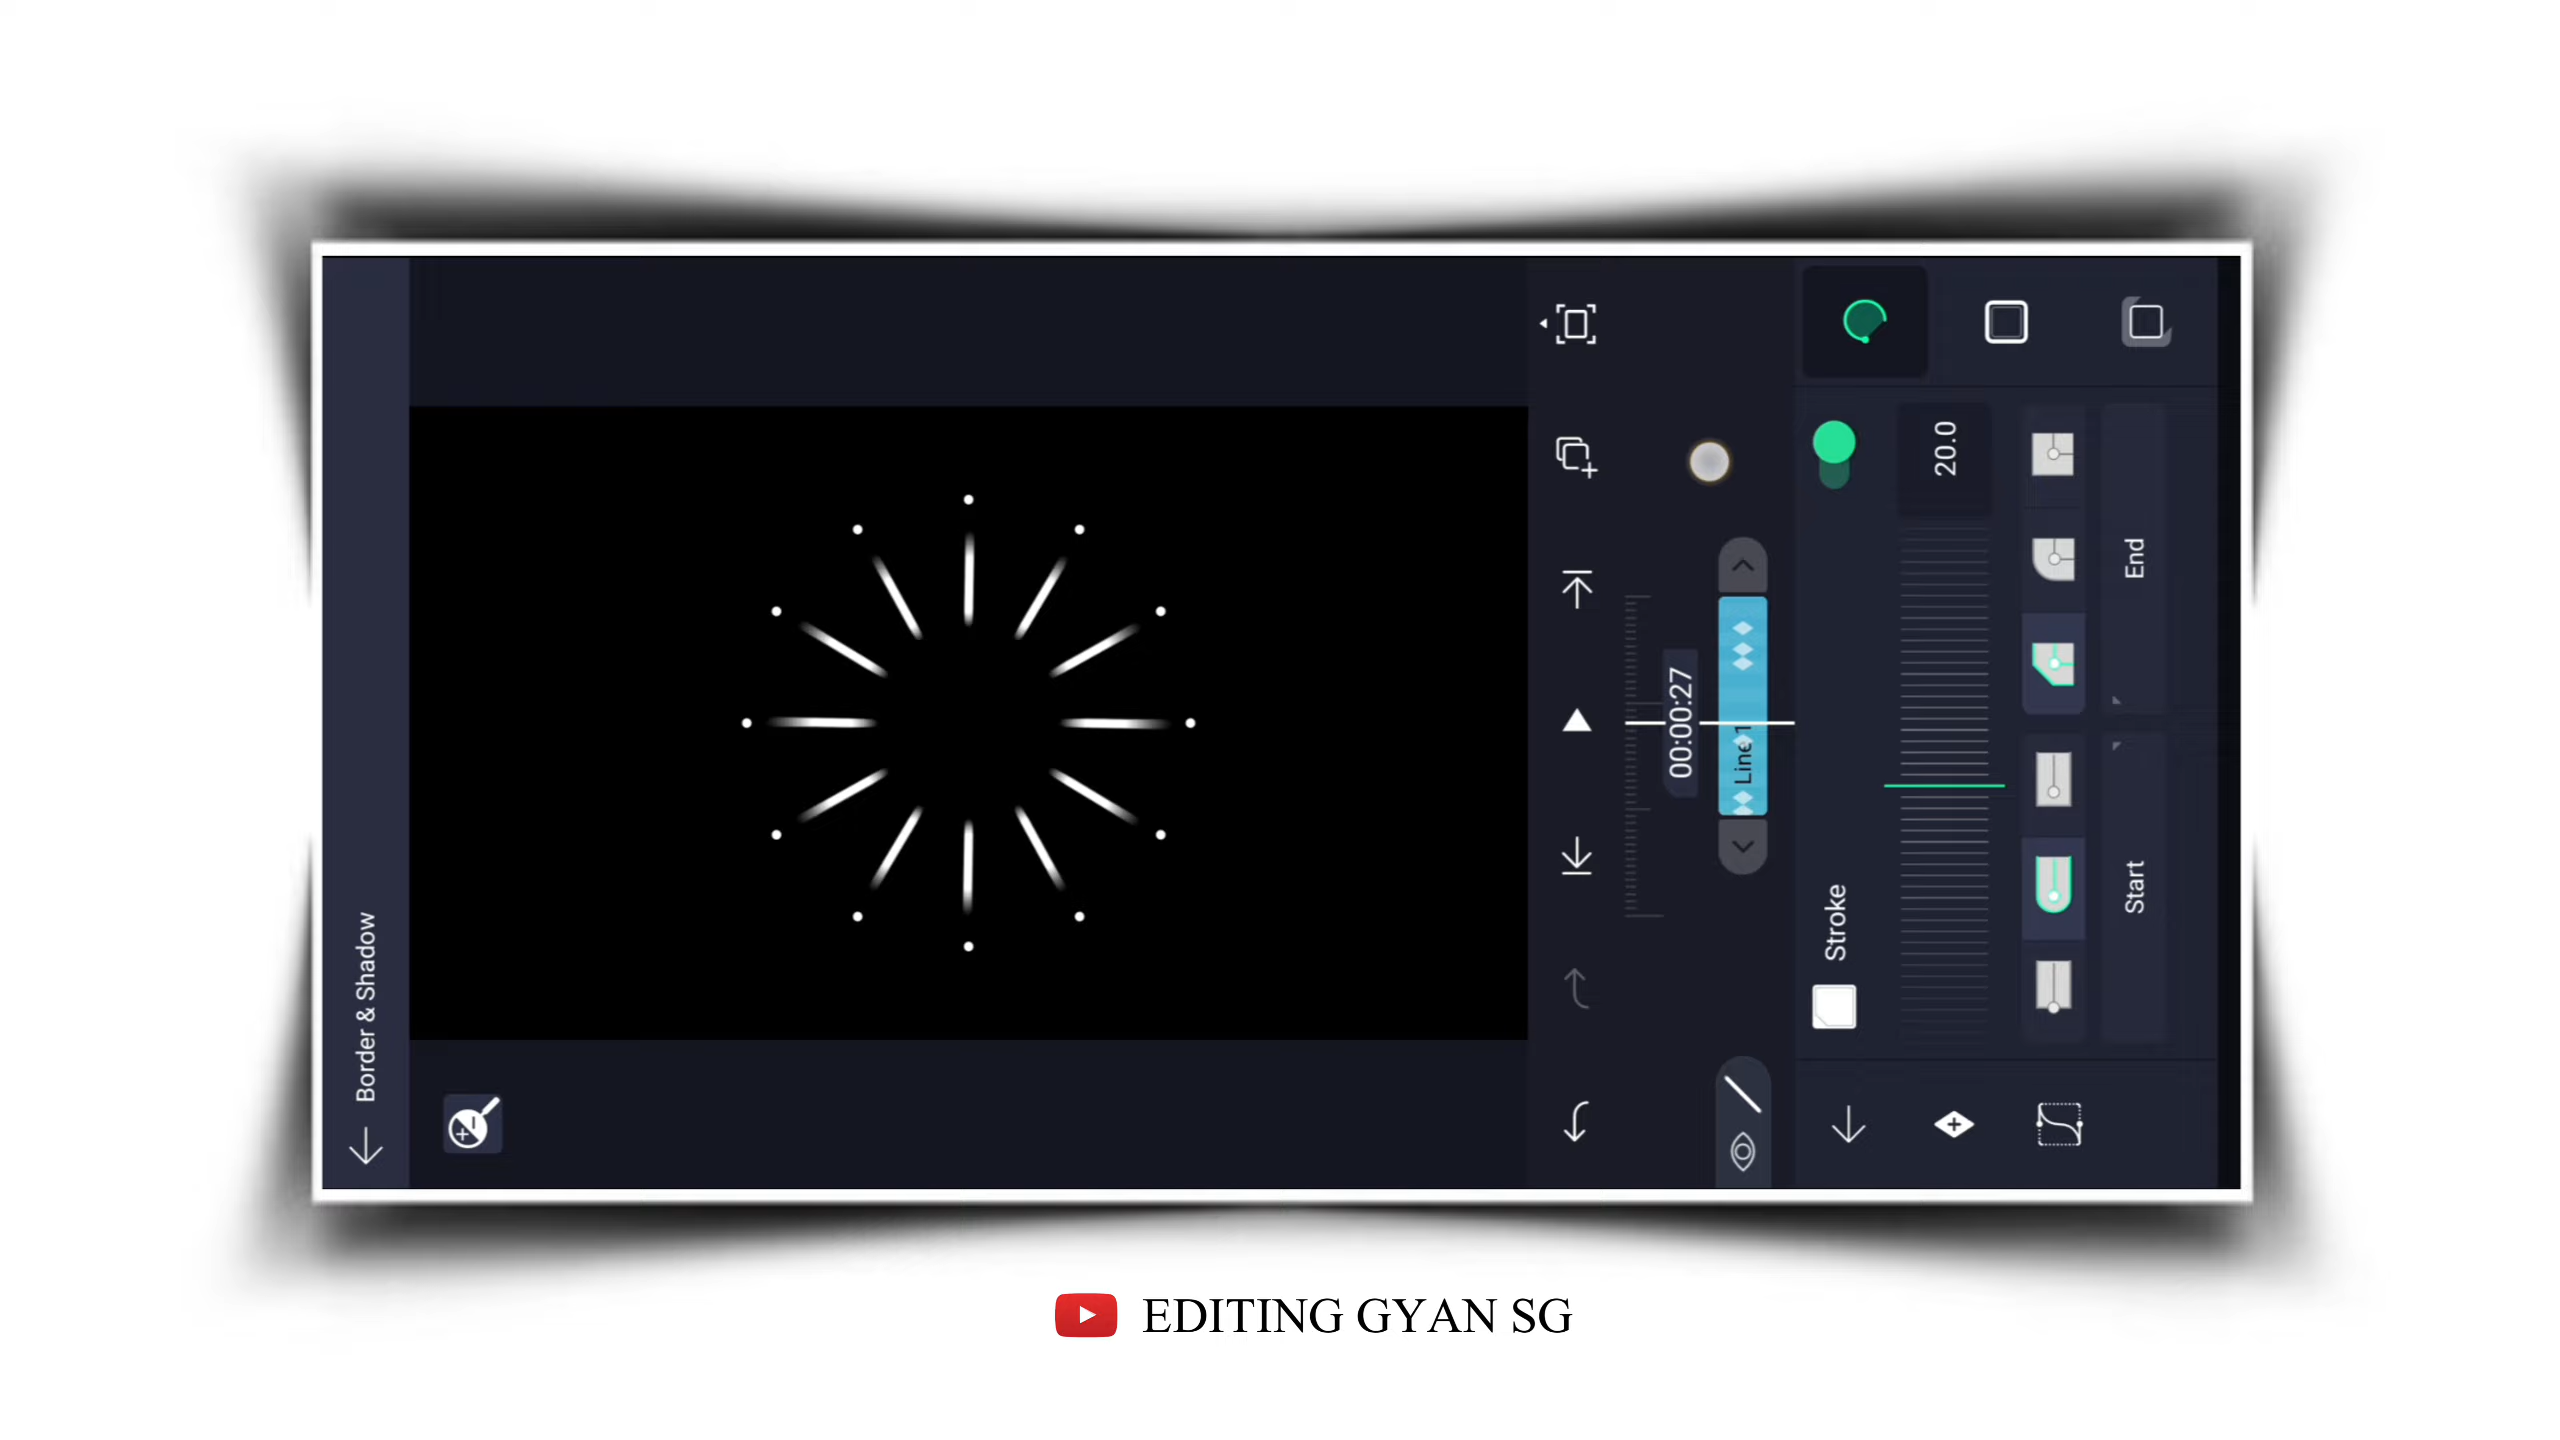 Border & Shadow
00:00:27
Line 1
Stroke
20.0
Start
End
EDITING GYAN SG